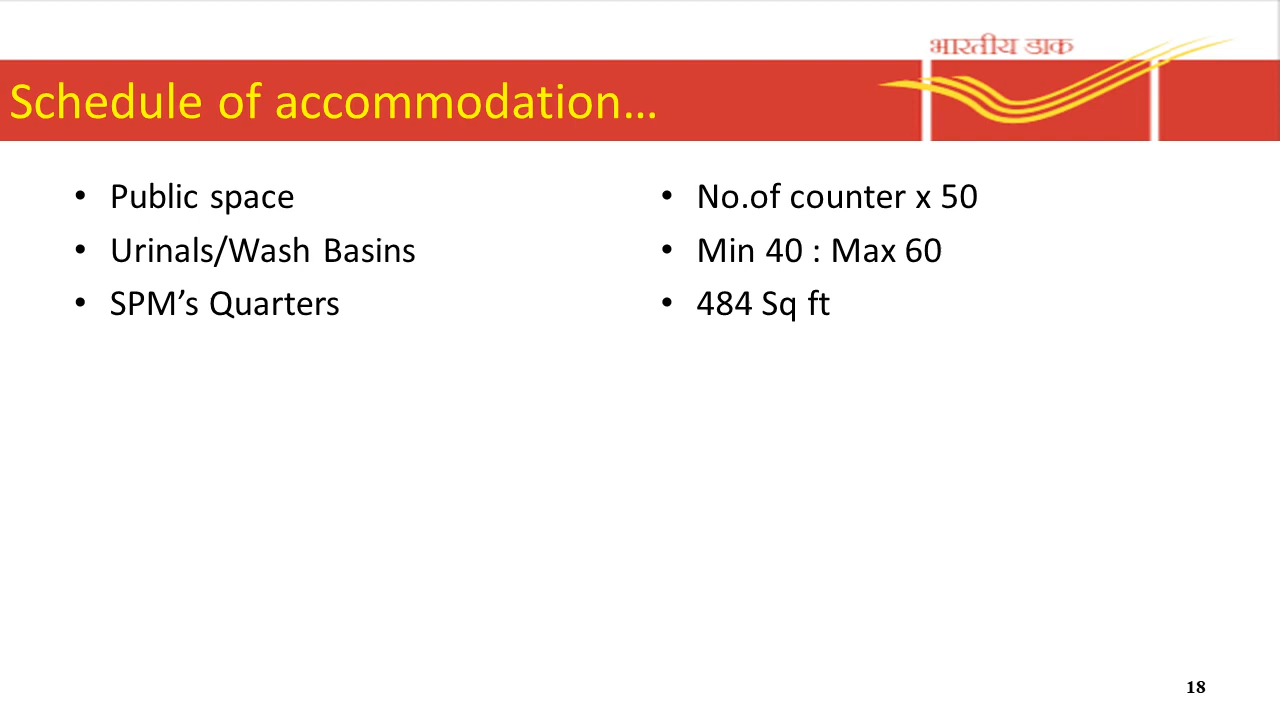 भारतीय डाक
Schedule of accommodation...
• Public space
• Urinals/Wash Basins
• SPM’s Quarters
• No.of counter x 50
• Min 40 : Max 60
• 484 Sq ft
18